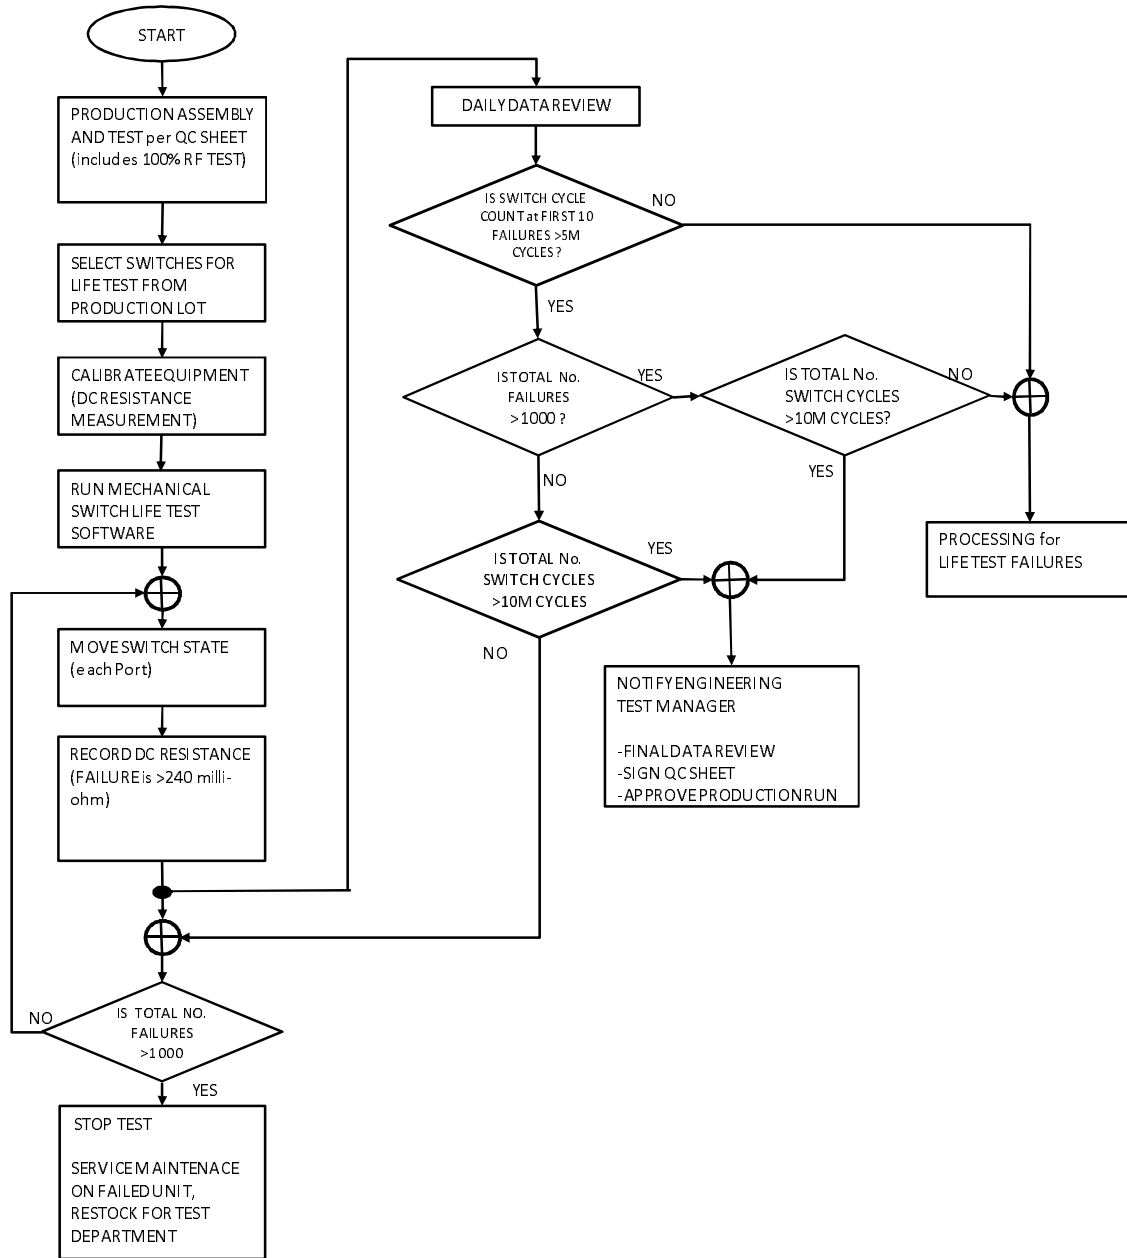 START
PRODUCTION ASSEMBLY
AND TEST per QC SHEET
(includes 100% RF TEST)
SELECT SWITCHES FOR
LIFE TEST FROM
PRODUCTION LOT
CALIBRATE EQUIPMENT
(DC RESISTANCE
MEASUREMENT)
RUN MECHANICAL
SWITCH LIFE TEST
SOFTWARE
MOVE SWITCH STATE
(each Port)
RECORD DC RESISTANCE
(FAILURE is >240 milli-
ohm)
IS TOTAL NO.
FAILURES
>1000
NO
YES
STOP TEST
SERVICE MAINTENACE
ON FAILED UNIT,
RESTOCK FOR TEST
DEPARTMENT
DAILY DATA REVIEW
IS SWITCH CYCLE
COUNT at FIRST 10
FAILURES >5M
CYCLES ?
NO
YES
IS TOTAL No.
FAILURES
>1000 ?
YES
NO
IS TOTAL No.
SWITCH CYCLES
>10M CYCLES?
NO
YES
IS TOTAL No.
SWITCH CYCLES
>10M CYCLES
YES
NO
PROCESSING for
LIFE TEST FAILURES
NOTIFY ENGINEERING
TEST MANAGER
-FINAL DATA REVIEW
-SIGN QC SHEET
-APPROVE PRODUCTION RUN